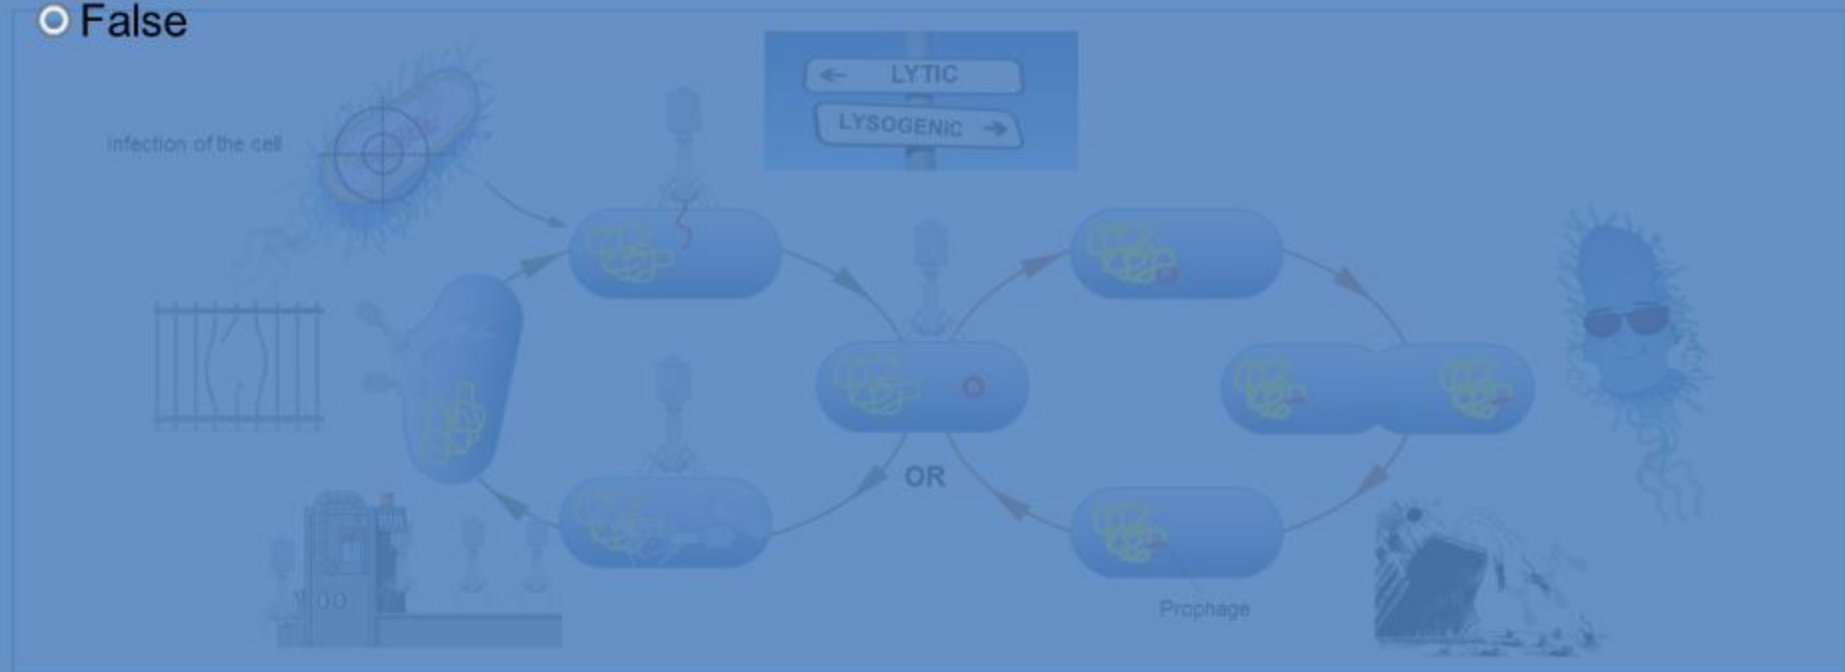 False
LYTIC
LYSOGENIC
Infection of the cell
OR
Prophage